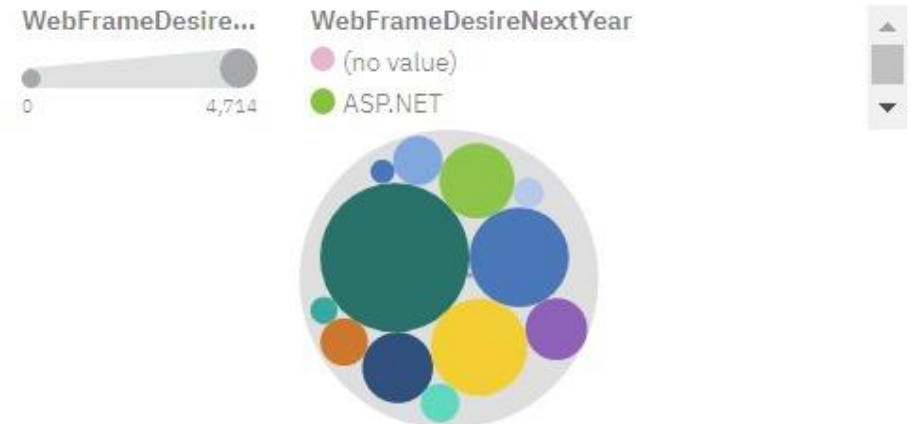 WebFrameDesire...
0 4,714
WebFrameDesireNextYear
(no value)
ASP.NET